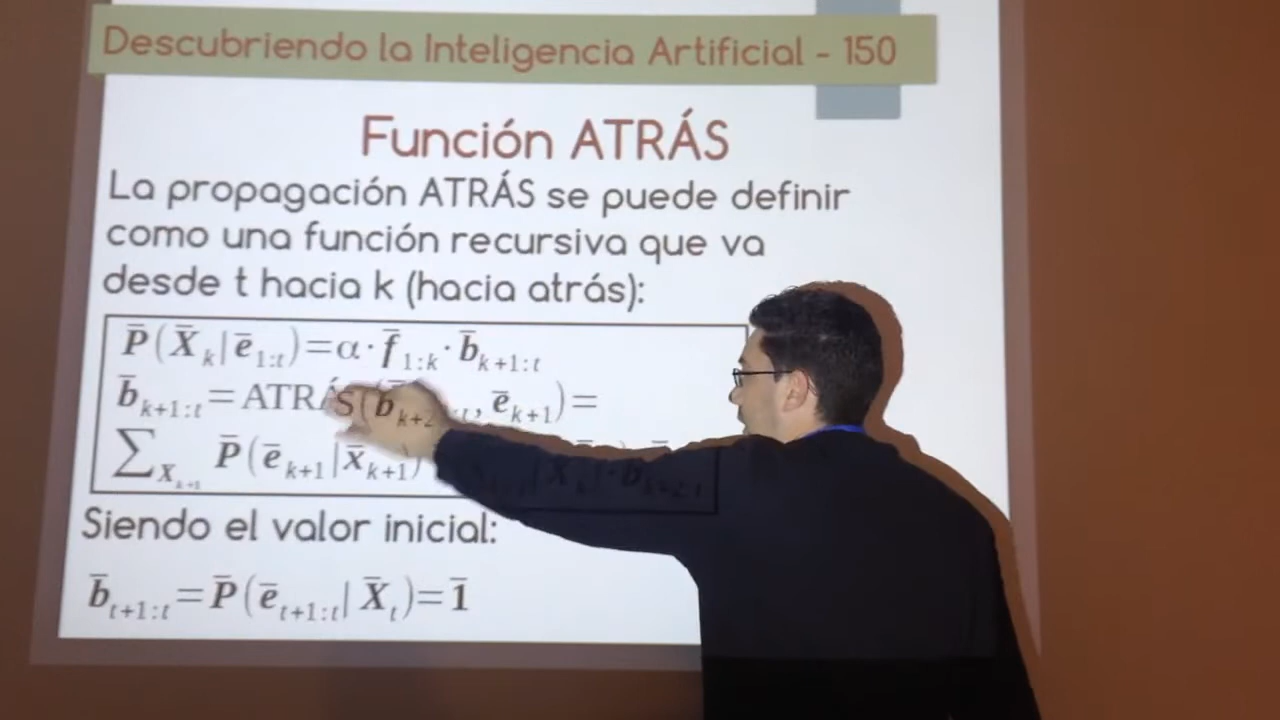 Descubriendo la Inteligencia Artificial - 150
Función ATRÁS
La propagación ATRÁS se puede definir
como una función recursiva que va
desde t hacia k (hacia atrás):
P̄(X̄ₖ|ē₁:ₜ)=α·f̄₁:ₖ·b̄ₖ₊₁:ₜ
b̄ₖ₊₁:ₜ=ATRÁS(b̄ₖ₊₂:ₜ, ēₖ₊₁)=
∑Xₖ₊₁ P̄(ēₖ₊₁|x̄ₖ₊₁)
Siendo el valor inicial:
b̄ₜ₊₁:ₜ=P̄(ēₜ₊₁:ₜ|X̄ₜ)=1̄